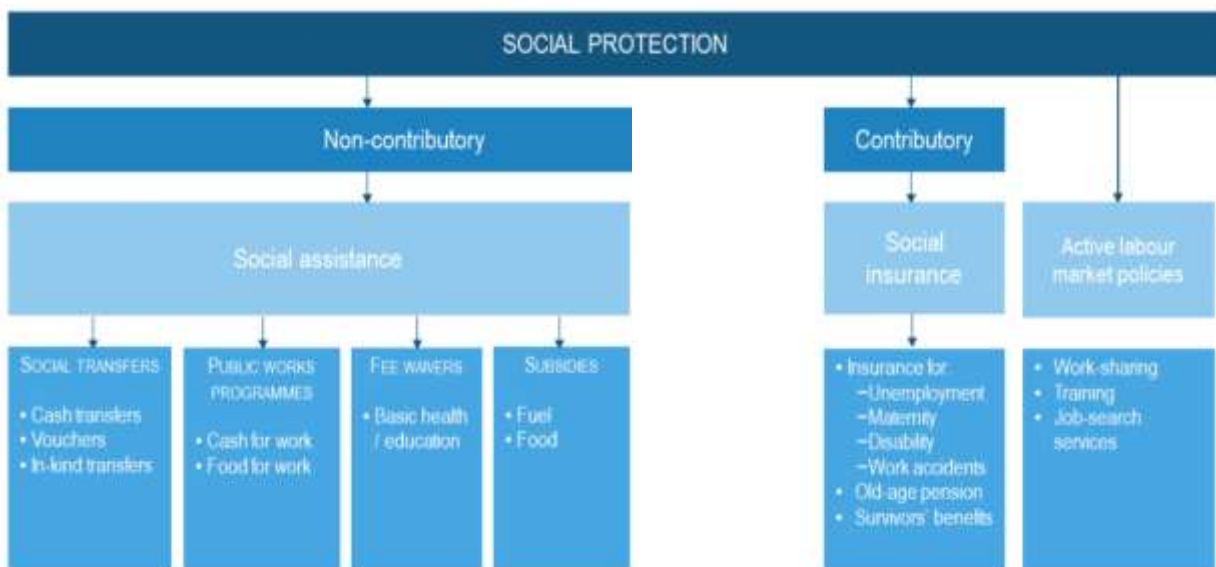 SOCIAL PROTECTION
Non-contributory
Contributory
Social assistance
Social
insurance
Active labour
market policies
SOCIAL TRANSFERS
• Cash transfers
• Vouchers
• In-kind transfers
PUBLIC WORKS
PROGRAMMES
• Cash for work
• Food for work
FEE WAIVERS
• Basic health
/ education
SUBSIDIES
• Fuel
• Food
• Insurance for:
−Unemployment
−Maternity
−Disability
−Work accidents
• Old-age pension
• Survivors’ benefits
• Work-sharing
• Training
• Job-search
services